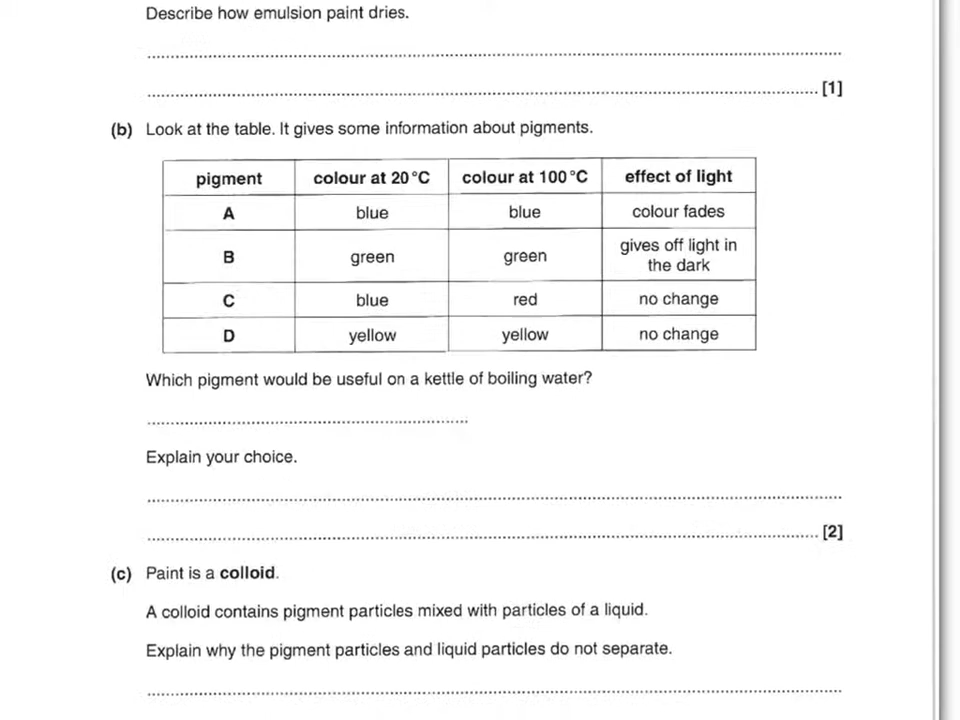 Describe how emulsion paint dries.
[1]
(b) Look at the table. It gives some information about pigments.
pigment colour at 20°C colour at 100°C effect of light
A blue blue colour fades
B green green gives off light in the dark
C blue red no change
D yellow yellow no change
Which pigment would be useful on a kettle of boiling water?
Explain your choice.
[2]
(c) Paint is a colloid.
A colloid contains pigment particles mixed with particles of a liquid.
Explain why the pigment particles and liquid particles do not separate.